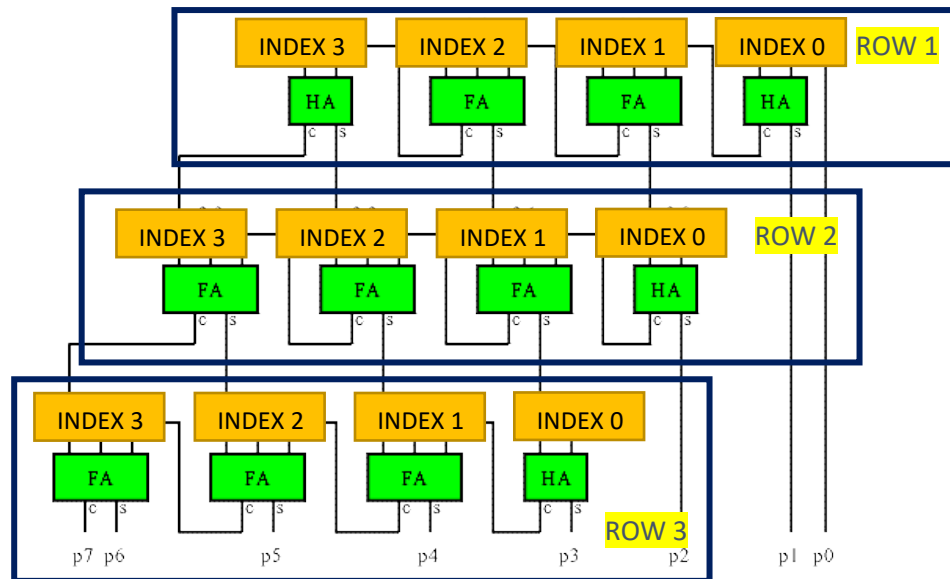 INDEX 3 INDEX 2 INDEX 1 INDEX 0 ROW 1
HA FA FA HA
C S C S C S C S
INDEX 3 INDEX 2 INDEX 1 INDEX 0 ROW 2
FA FA FA HA
C S C S C S C S
INDEX 3 INDEX 2 INDEX 1 INDEX 0
FA FA FA HA
C S C S C S C S
ROW 3
p7 p6 p5 p4 p3 p2 p1 p0